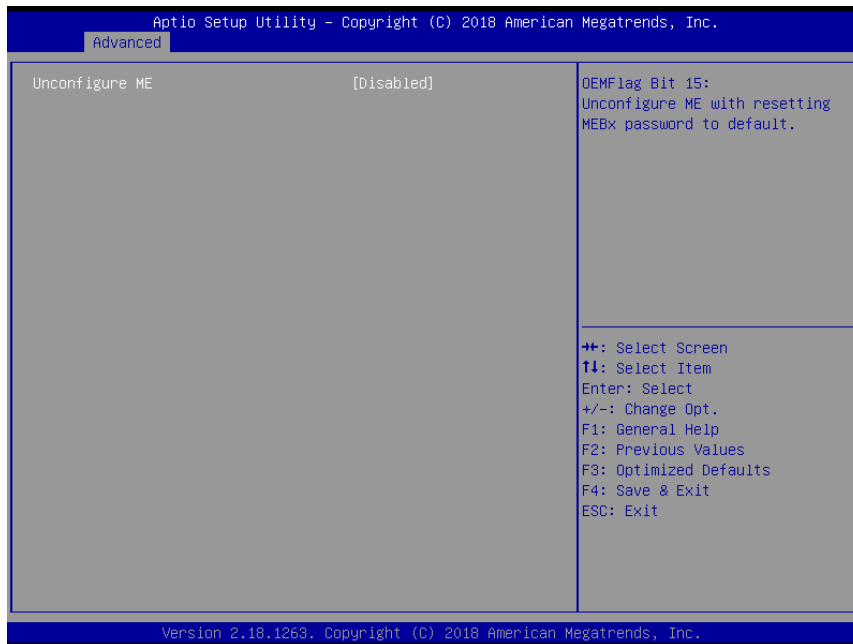 Aptio Setup Utility – Copyright (C) 2018 American Megatrends, Inc.
Advanced
Unconfigure ME [Disabled]
OEMFlag Bit 15:
Unconfigure ME with resetting
MEBx password to default.
→←: Select Screen
↑↓: Select Item
Enter: Select
+/-: Change Opt.
F1: General Help
F2: Previous Values
F3: Optimized Defaults
F4: Save & Exit
ESC: Exit
Version 2.18.1263. Copyright (C) 2018 American Megatrends, Inc.